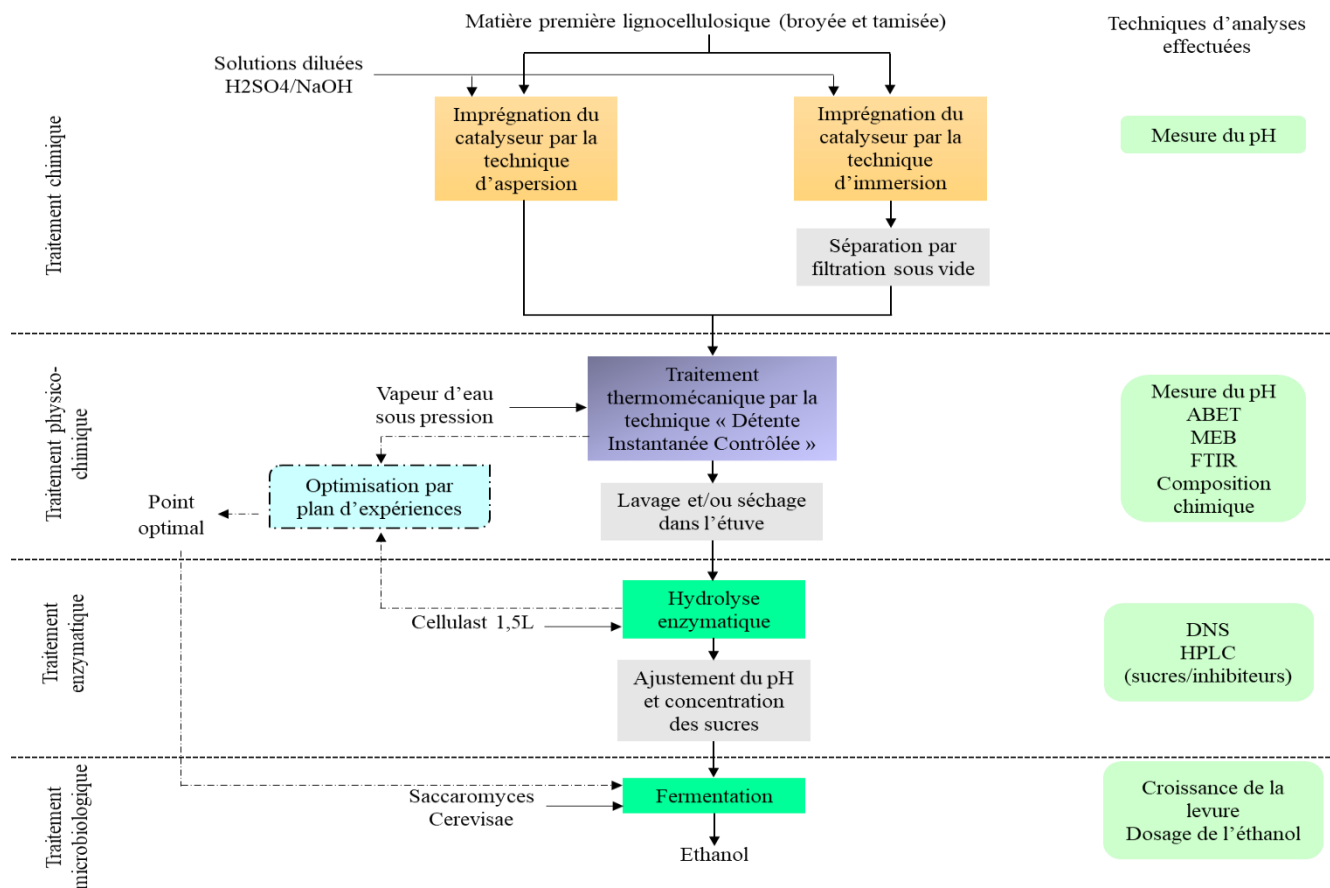 Matière première lignocellulosique (broyée et tamisée)
Techniques d’analyses
effectuées
Solutions diluées
H2SO4/NaOH
Traitement chimique
Imprégnation du
catalyseur par la
technique
d’aspersion
Imprégnation du
catalyseur par la
technique
d’immersion
Mesure du pH
Séparation par
filtration sous vide
Traitement physico-
chimique
Vapeur d’eau
sous pression
Traitement
thermomécanique par la
technique « Détente
Instantanée Contrôlée »
Mesure du pH
ABET
MEB
FTIR
Composition
chimique
Point
optimal
Optimisation par
plan d’expériences
Lavage et/ou séchage
dans l’étuve
Traitement
enzymatique
Hydrolyse
enzymatique
Cellulast 1,5L
DNS
HPLC
(sucres/inhibiteurs)
Ajustement du pH
et concentration
des sucres
Traitement
microbiologique
Saccaromyces
Cerevisae
Fermentation
Croissance de la
levure
Dosage de l’éthanol
Ethanol